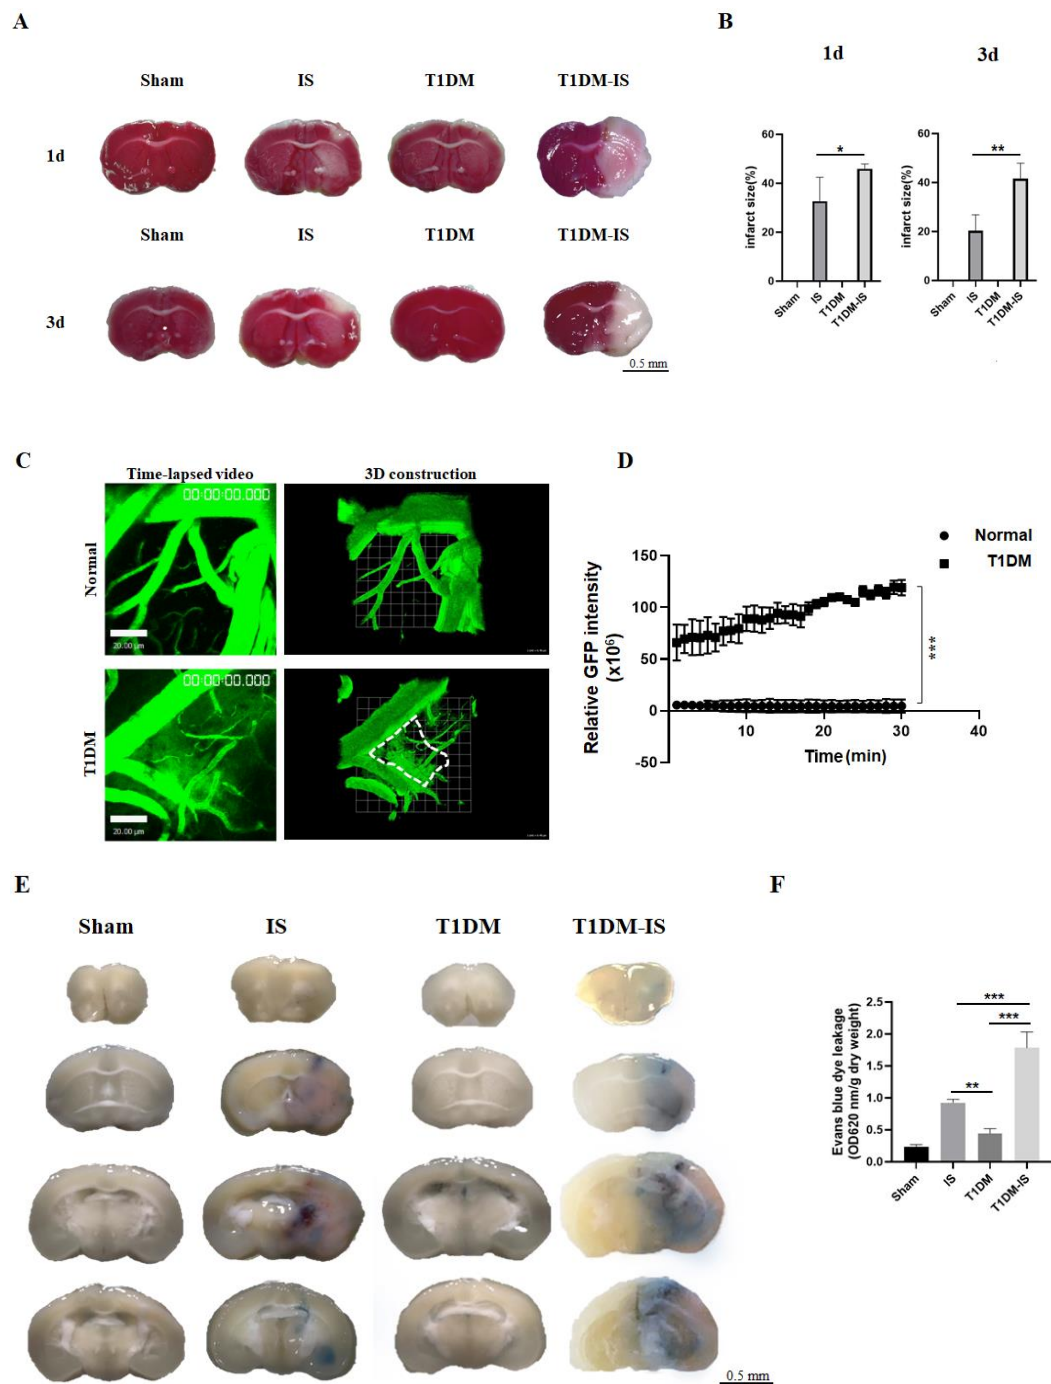 A
Sham IS T1DM T1DM-IS
1d
Sham IS T1DM T1DM-IS
3d
0.5 mm
B
1d 3d
infarct size(%)
60
40
20
0
*
Sham IS T1DM T1DM-IS
infarct size(%)
60
40
20
0
**
Sham IS T1DM T1DM-IS
C
Time-lapsed video 3D construction
Normal
00:00:00.000
20.00 μm
T1DM
00:00:00.000
20.00 μm
D
Normal
T1DM
Relative GFP intensity
(x10⁶)
150
100
50
0
-50
10 20 30 40
Time (min)
***
E
Sham IS T1DM T1DM-IS
0.5 mm
F
Evans blue dye leakage
(OD620 nm/g dry weight)
2.5
2.0
1.5
1.0
0.5
0.0
***
***
**
Sham IS T1DM T1DM-IS